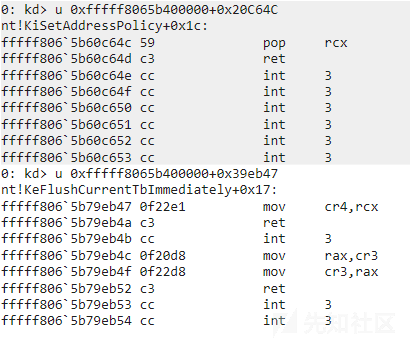 0: kd> u 0xfffff8065b400000+0x20C64C
nt!KiSetAddressPolicy+0x1c:
fffff806`5b60c64c 59 pop rcx
fffff806`5b60c64d c3 ret
fffff806`5b60c64e cc int 3
fffff806`5b60c64f cc int 3
fffff806`5b60c650 cc int 3
fffff806`5b60c651 cc int 3
fffff806`5b60c652 cc int 3
fffff806`5b60c653 cc int 3
0: kd> u 0xfffff8065b400000+0x39eb47
nt!KeFlushCurrentTbImmediately+0x17:
fffff806`5b79eb47 0f22e1 mov cr4,rcx
fffff806`5b79eb4a c3 ret
fffff806`5b79eb4b cc int 3
fffff806`5b79eb4c 0f20d8 mov rax,cr3
fffff806`5b79eb4f 0f22d8 mov cr3,rax
fffff806`5b79eb52 c3 ret
fffff806`5b79eb53 cc int 3
fffff806`5b79eb54 cc int 3
先知社区